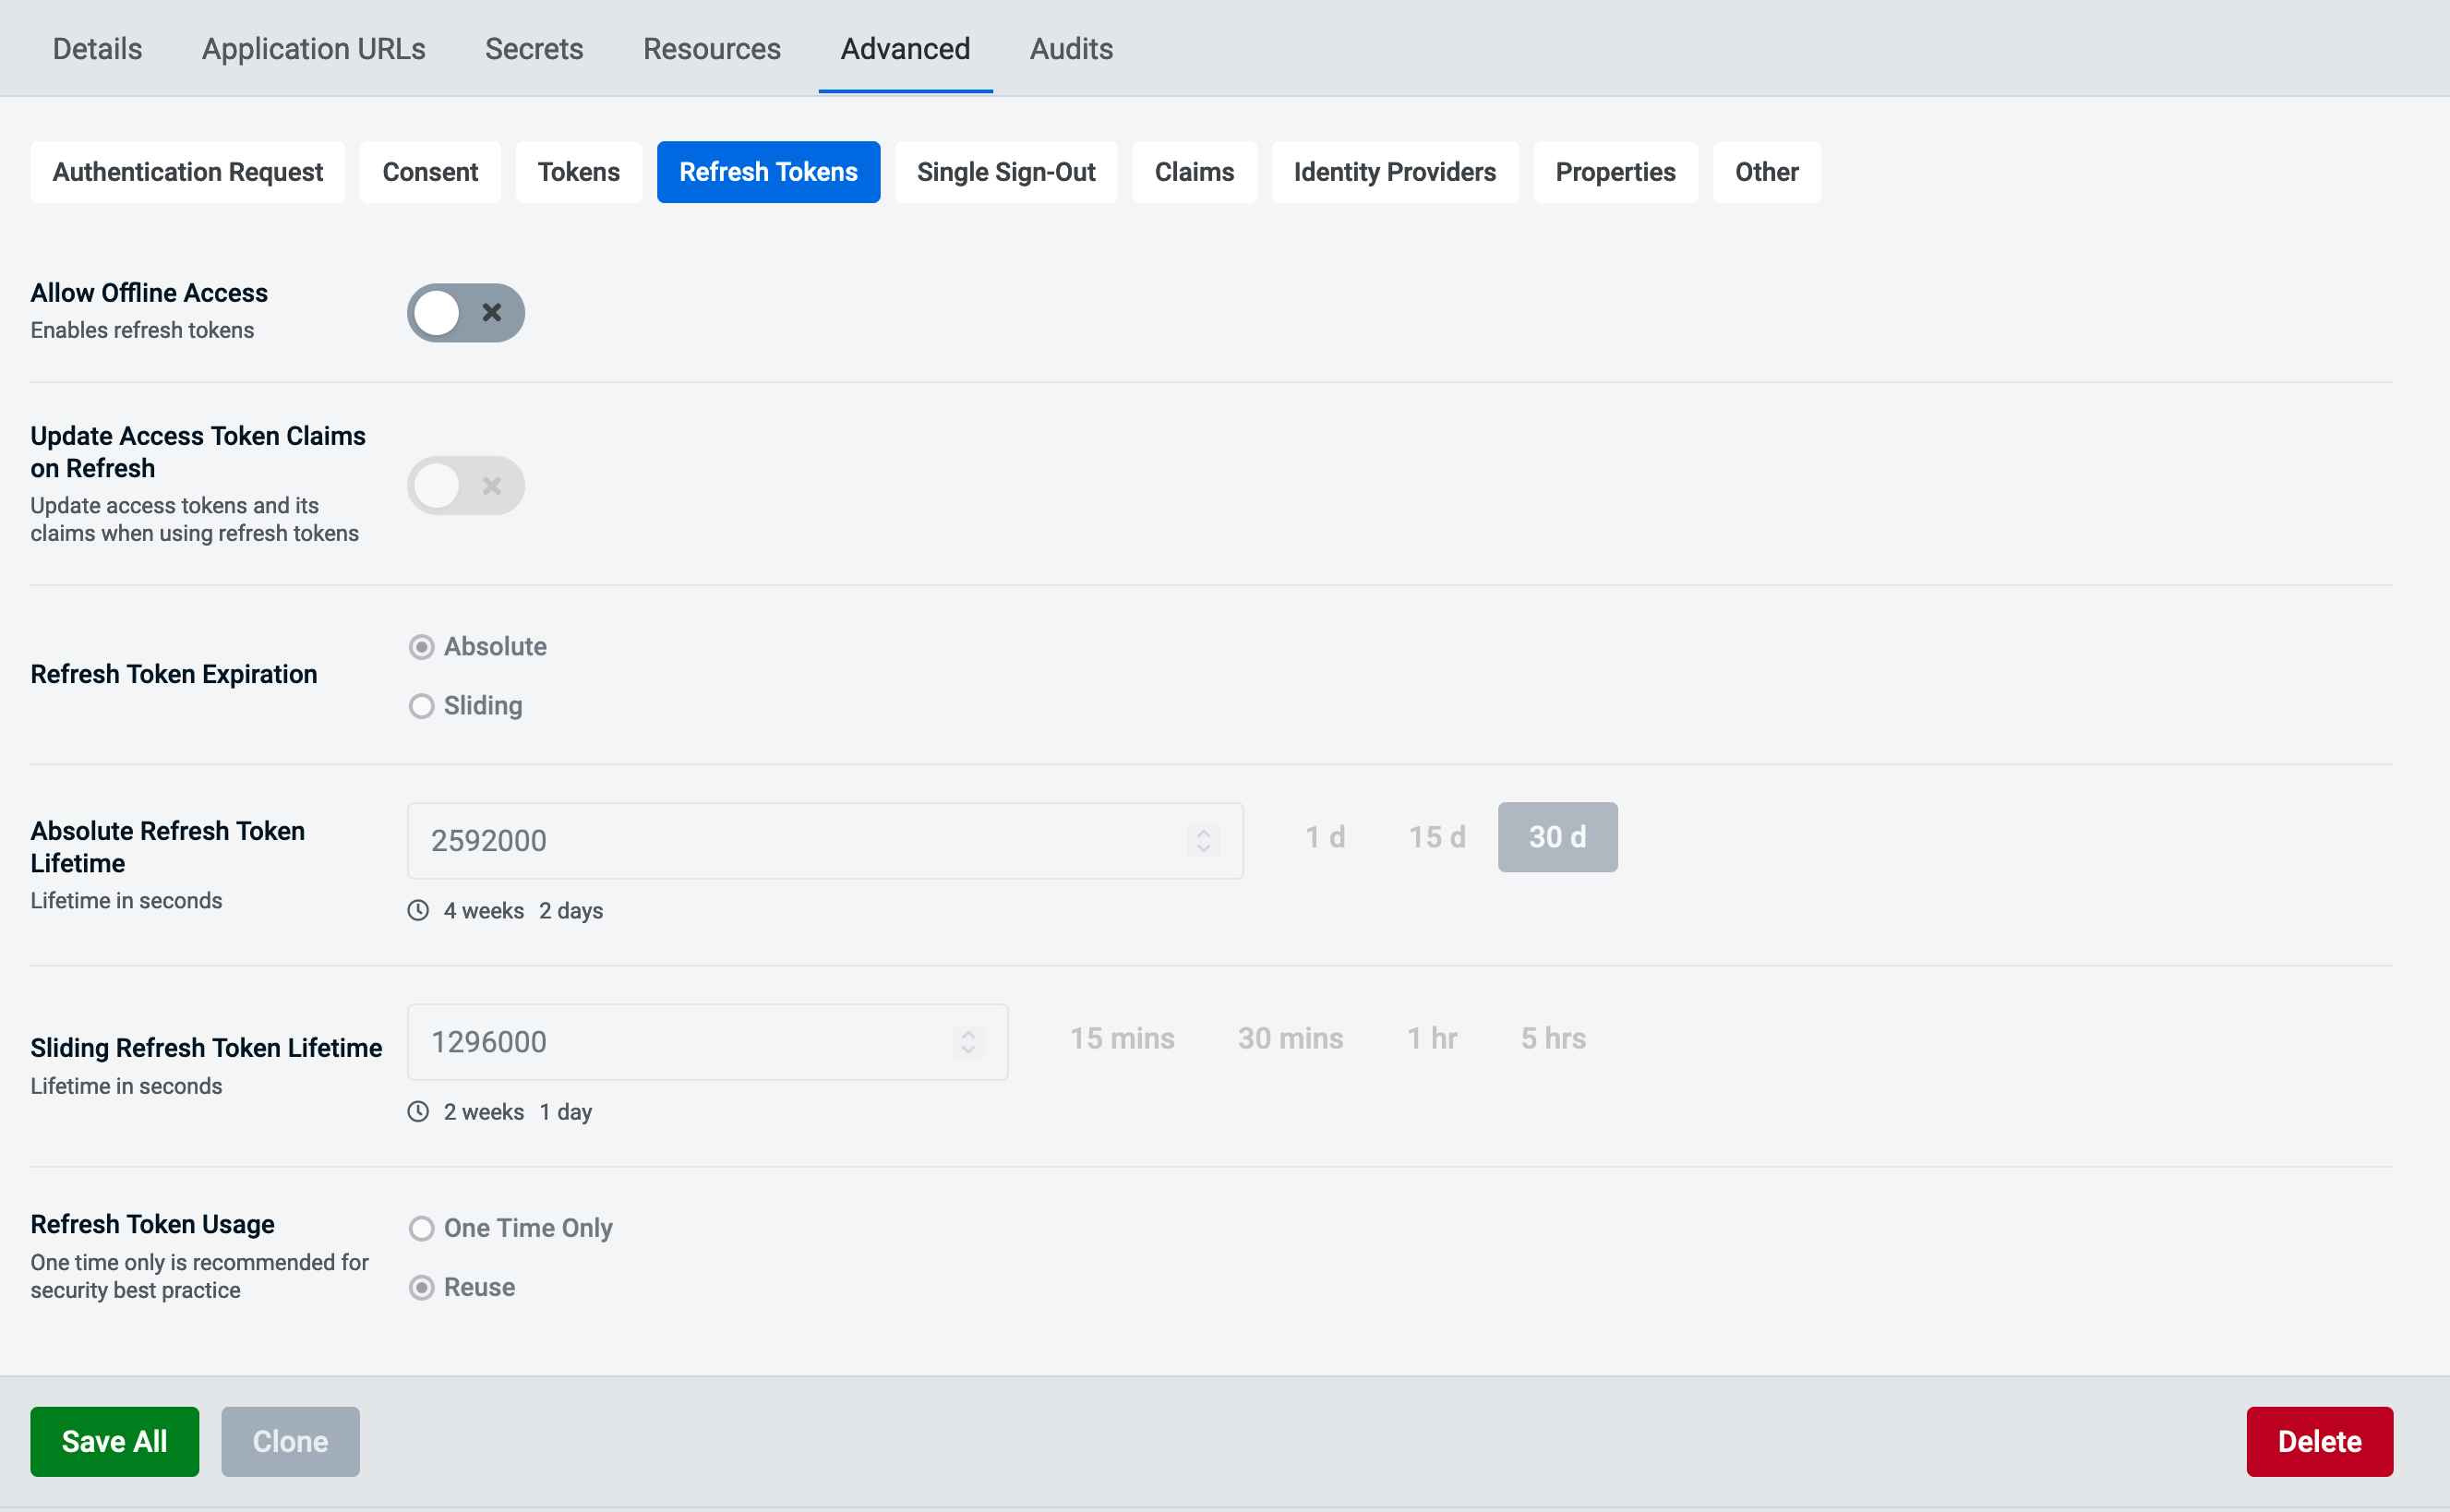 Details Application URLs Secrets Resources Advanced Audits
Authentication Request Consent Tokens Refresh Tokens Single Sign-Out Claims Identity Providers Properties Other
Allow Offline Access
Enables refresh tokens
Update Access Token Claims
on Refresh
Update access tokens and its
claims when using refresh tokens
Refresh Token Expiration
Absolute
Sliding
Absolute Refresh Token
Lifetime
Lifetime in seconds
2592000
1 d 15 d 30 d
4 weeks 2 days
Sliding Refresh Token Lifetime
Lifetime in seconds
1296000
15 mins 30 mins 1 hr 5 hrs
2 weeks 1 day
Refresh Token Usage
One time only is recommended for
security best practice
One Time Only
Reuse
Save All Clone Delete